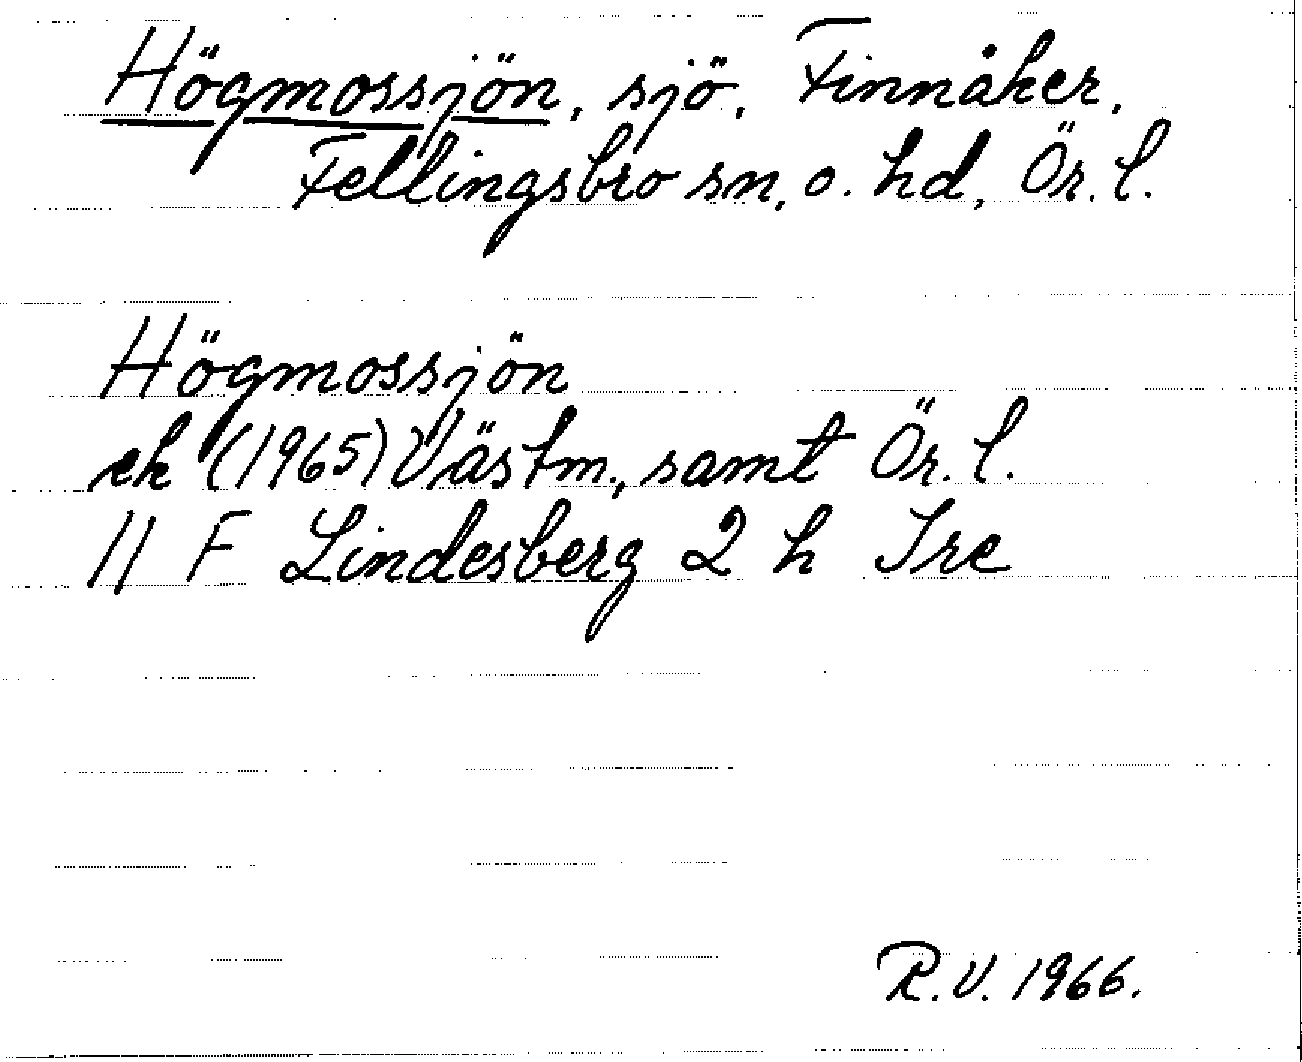 Högmossjön, sjö, Finnåker,
Fellingsbro sn, o. hd, Ör. l.
Högmossjön
ek (1965) Västm., samt Ör. l.
11 F Lindesberg 2 h Tre
R.V. 1966.